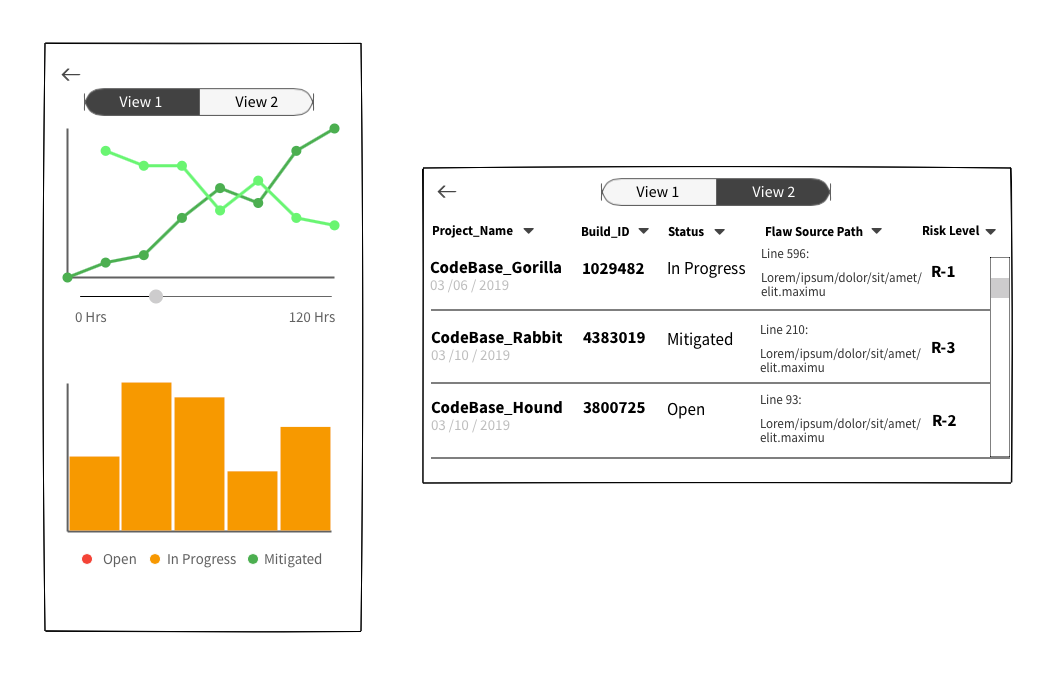 View 1 View 2
0 Hrs 120 Hrs
Open In Progress Mitigated
View 1 View 2
Project_Name Build_ID Status Flaw Source Path Risk Level
CodeBase_Gorilla
03 /06 / 2019
1029482
In Progress
Line 596:
Lorem/ipsum/dolor/sit/amet/
elit.maximu
R-1
CodeBase_Rabbit
03 /10 / 2019
4383019
Mitigated
Line 210:
Lorem/ipsum/dolor/sit/amet/
elit.maximu
R-3
CodeBase_Hound
03 /10 / 2019
3800725
Open
Line 93:
Lorem/ipsum/dolor/sit/amet/
elit.maximu
R-2